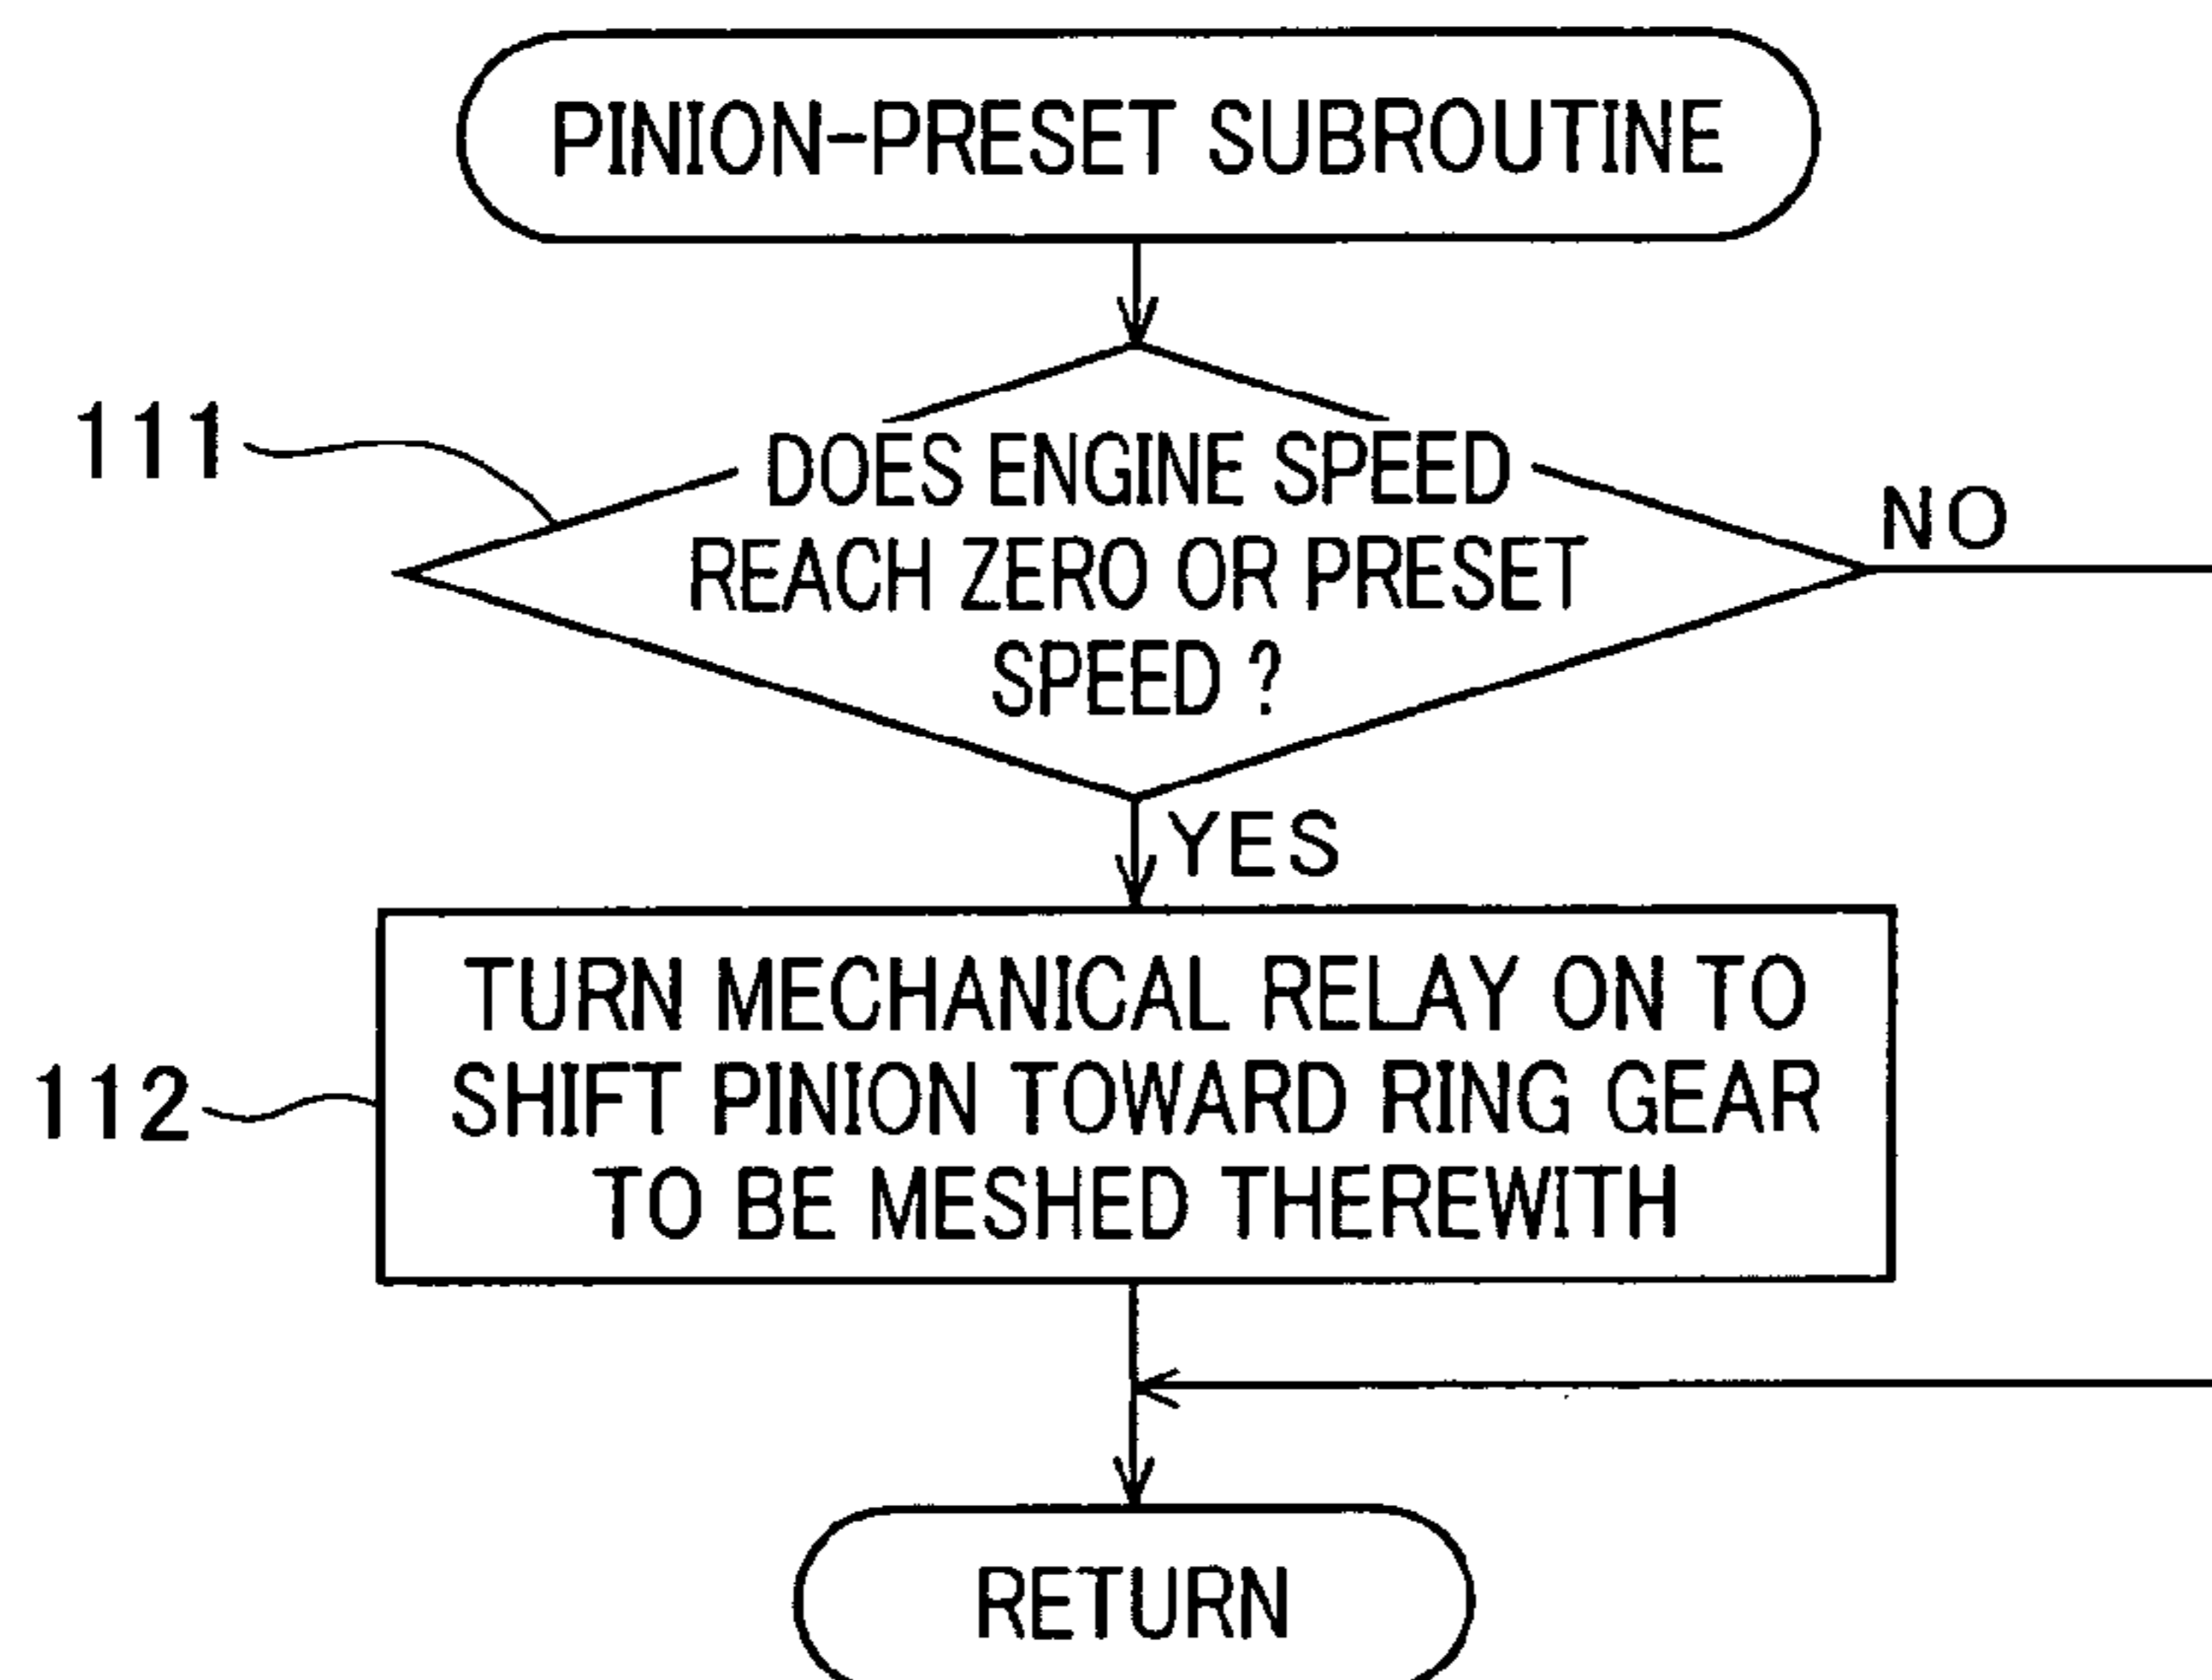 PINION-PRESET SUBROUTINE
111
DOES ENGINE SPEED
REACH ZERO OR PRESET
SPEED ?
NO
YES
112
TURN MECHANICAL RELAY ON TO
SHIFT PINION TOWARD RING GEAR
TO BE MESHED THEREWITH
RETURN